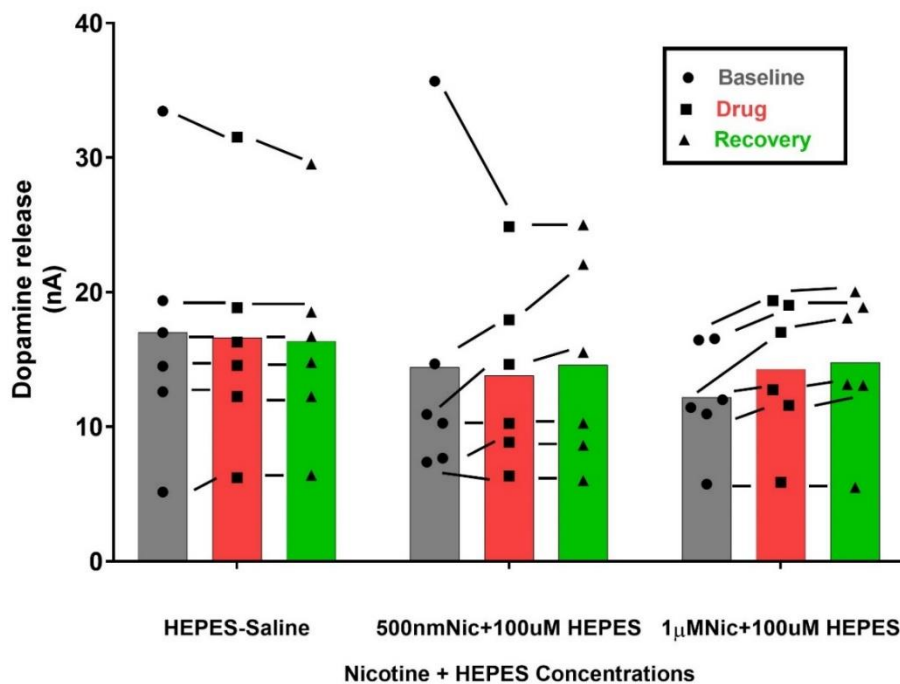 40
30
20
10
0
Dopamine release
(nA)
Baseline
Drug
Recovery
HEPES-Saline
500nmNic+100uM HEPES
1μMNic+100uM HEPES
Nicotine + HEPES Concentrations